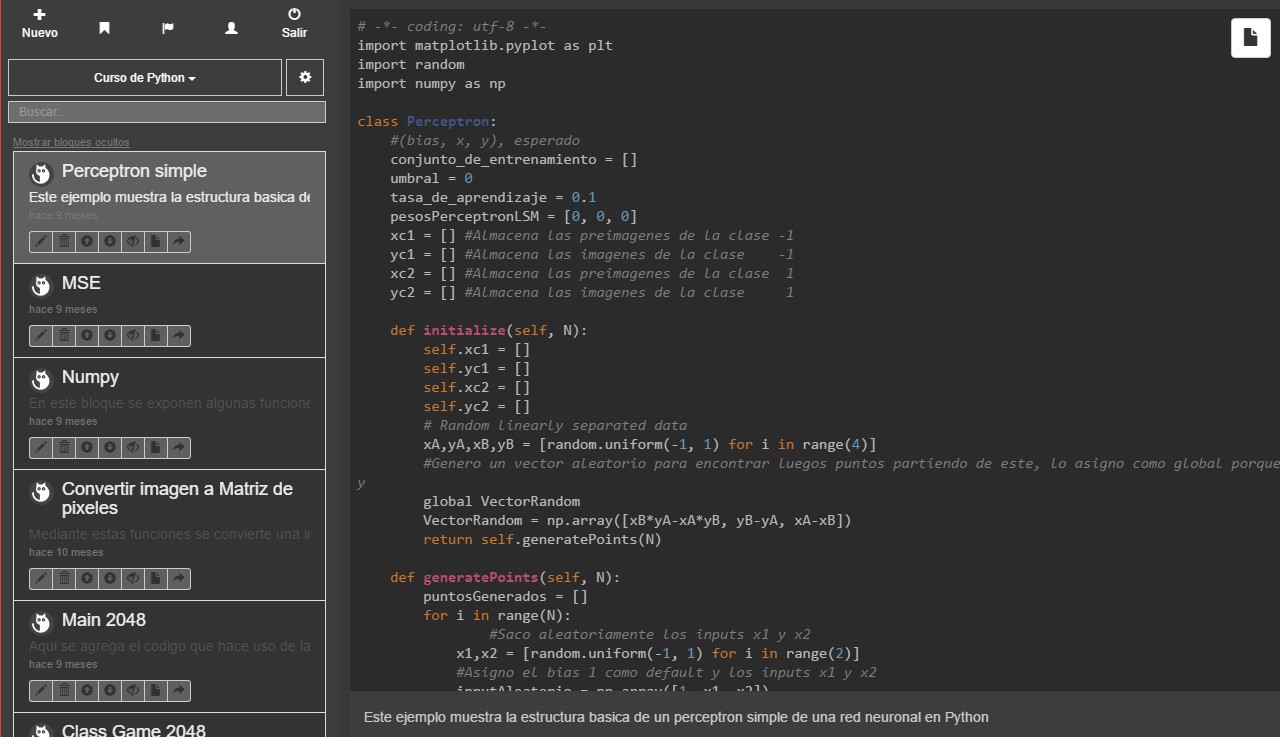 Nuevo
Salir
Curso de Python
Buscar...
Mostrar bloques ocultos
Perceptron simple
Este ejemplo muestra la estructura basica de
hace 9 meses
MSE
hace 9 meses
Numpy
En este bloque se exponen algunas funcione
hace 9 meses
Convertir imagen a Matriz de
pixeles
Mediante estas funciones se convierte una i
hace 10 meses
Main 2048
Aqui se agrega el codigo que hace uso de la
hace 9 meses
Class Game 2048
# -*- coding: utf-8 -*-
import matplotlib.pyplot as plt
import random
import numpy as np
class Perceptron:
    #(bias, x, y), esperado
    conjunto_de_entrenamiento = []
    umbral = 0
    tasa_de_aprendizaje = 0.1
    pesosPerceptronLSM = [0, 0, 0]
    xc1 = [] #Almacena las preimagenes de la clase -1
    yc1 = [] #Almacena las imagenes de la clase    -1
    xc2 = [] #Almacena las preimagenes de la clase  1
    yc2 = [] #Almacena las imagenes de la clase     1
    def initialize(self, N):
        self.xc1 = []
        self.yc1 = []
        self.xc2 = []
        self.yc2 = []
        # Random linearly separated data
        xA,yA,xB,yB = [random.uniform(-1, 1) for i in range(4)]
        #Genero un vector aleatorio para encontrar luegos puntos partiendo de este, lo asigno como global porque
y
        global VectorRandom
        VectorRandom = np.array([xB*yA-xA*yB, yB-yA, xA-xB])
        return self.generatePoints(N)
    def generatePoints(self, N):
        puntosGenerados = []
        for i in range(N):
                #Saco aleatoriamente los inputs x1 y x2
            x1,x2 = [random.uniform(-1, 1) for i in range(2)]
            #Asigno el bias 1 como default y los inputs x1 y x2
            inputAleatorio = np.array([1, x1, x2])
Este ejemplo muestra la estructura basica de un perceptron simple de una red neuronal en Python